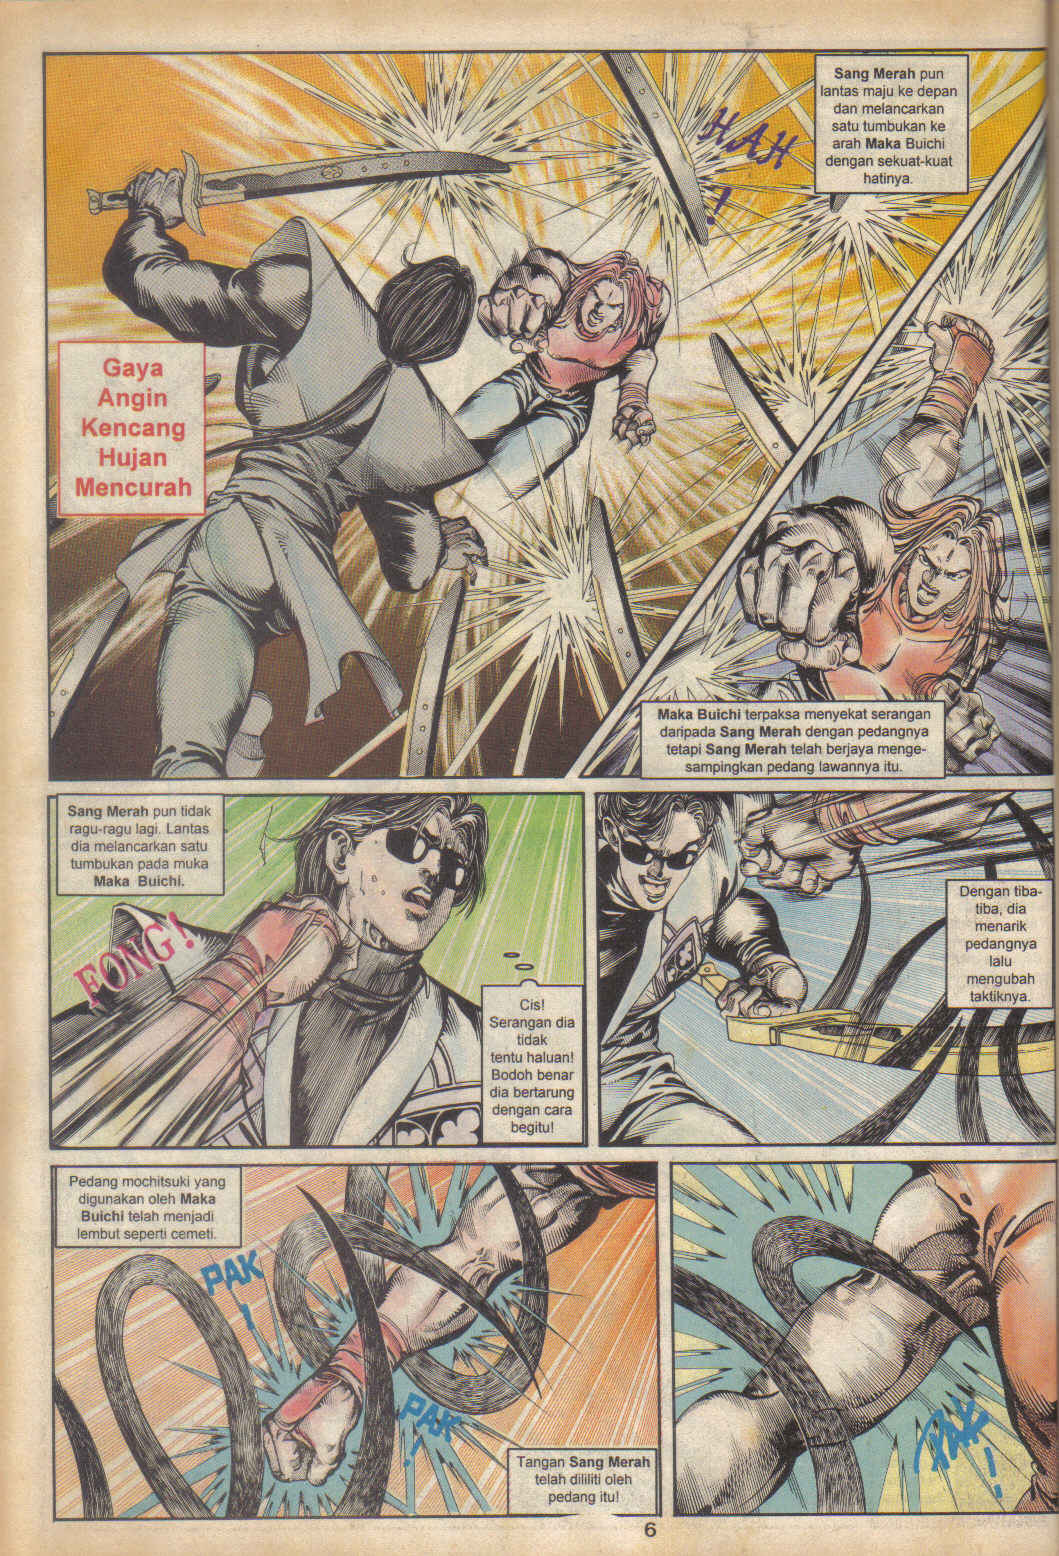 Sang Merah pun
lantas maju ke depan
dan melancarkan
satu tumbukan ke
arah Maka Buichi
dengan sekuat-kuat
hatinya.
HAH
!
Gaya
Angin
Kencang
Hujan
Mencurah
Maka Buichi terpaksa menyekat serangan
daripada Sang Merah dengan pedangnya
tetapi Sang Merah telah berjaya menge-
sampingkan pedang lawannya itu.
Sang Merah pun tidak
ragu-ragu lagi. Lantas
dia melancarkan satu
tumbukan pada muka
Maka Buichi.
FONG!
Cis!
Serangan dia
tidak
tentu haluan!
Bodoh benar
dia bertarung
dengan cara
begitu!
Dengan tiba-
tiba, dia
menarik
pedangnya
lalu
mengubah
taktiknya.
Pedang mochitsuki yang
digunakan oleh Maka
Buichi telah menjadi
lembut seperti cemeti.
PAK
!
PAK
!
Tangan Sang Merah
telah dililiti oleh
pedang itu!
PAK
!
6